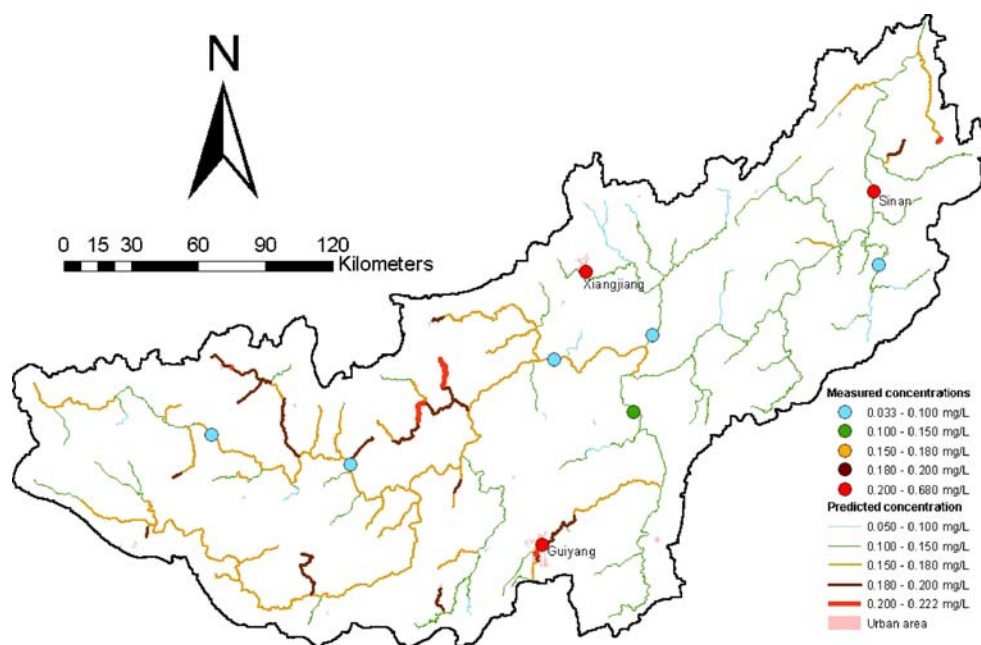 N
0 15 30 60 90 120
Kilometers
Sinan
Xiangjiang
Guiyang
Measured concentrations
0.033 - 0.100 mg/L
0.100 - 0.150 mg/L
0.150 - 0.180 mg/L
0.180 - 0.200 mg/L
0.200 - 0.680 mg/L
Predicted concentration
0.050 - 0.100 mg/L
0.100 - 0.150 mg/L
0.150 - 0.180 mg/L
0.180 - 0.200 mg/L
0.200 - 0.222 mg/L
Urban area